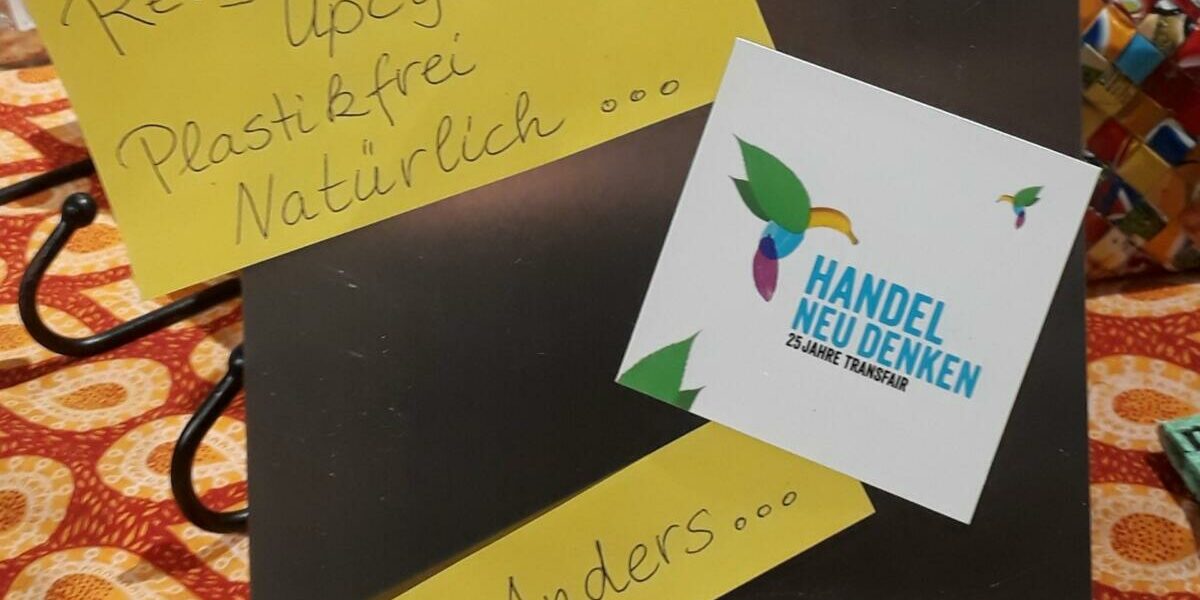 Plastikfrei
Natürlich ...
HANDEL
NEU DENKEN
25 JAHRE TRANSFAIR
Anders...